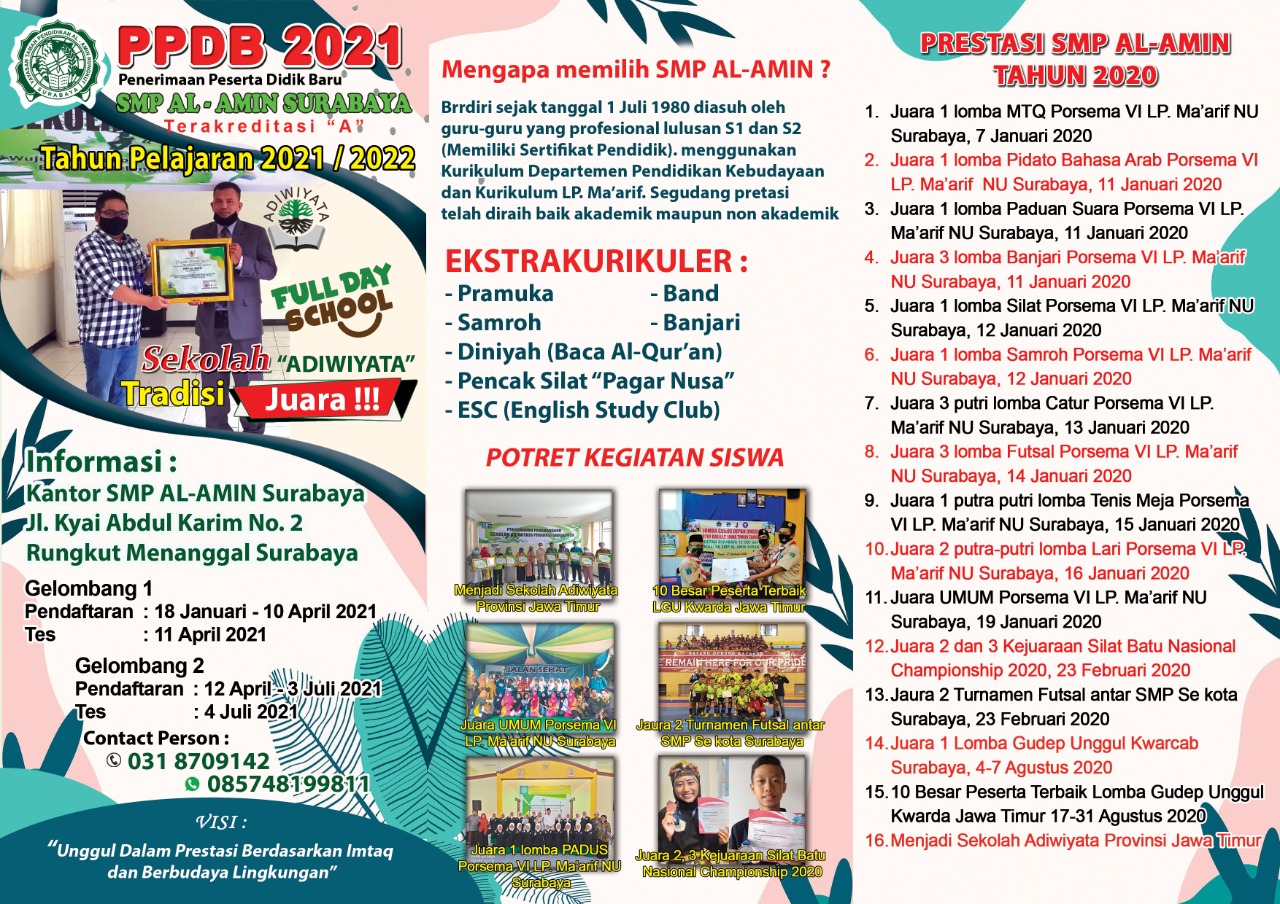 PPDB 2021
Penerimaan Peserta Didik Baru
SMP AL - AMIN SURABAYA
Terakreditasi “A”
Tahun Pelajaran 2021 / 2022
ADIWIYATA
FULL DAY
SCHOOL
Sekolah “ADIWIYATA”
Tradisi Juara !!!
Informasi :
Kantor SMP AL-AMIN Surabaya
Jl. Kyai Abdul Karim No. 2
Rungkut Menanggal Surabaya
Gelombang 1
Pendaftaran : 18 Januari - 10 April 2021
Tes : 11 April 2021
Gelombang 2
Pendaftaran : 12 April - 3 Juli 2021
Tes : 4 Juli 2021
Contact Person :
031 8709142
085748199811
VISI :
“Unggul Dalam Prestasi Berdasarkan Imtaq
dan Berbudaya Lingkungan”
Mengapa memilih SMP AL-AMIN ?
Brrdiri sejak tanggal 1 Juli 1980 diasuh oleh
guru-guru yang profesional lulusan S1 dan S2
(Memiliki Sertifikat Pendidik). menggunakan
Kurikulum Departemen Pendidikan Kebudayaan
dan Kurikulum LP. Ma’arif. Segudang pretasi
telah diraih baik akademik maupun non akademik
EKSTRAKURIKULER :
- Pramuka - Band
- Samroh - Banjari
- Diniyah (Baca Al-Qur’an)
- Pencak Silat “Pagar Nusa”
- ESC (English Study Club)
POTRET KEGIATAN SISWA
Menjadi Sekolah Adiwiyata
Provinsi Jawa Timur
10 Besar Peserta Terbaik
LGU Kwarda Jawa Timur
JALAN SEHAT
Juara UMUM Porsema VI
LP. Ma’arif NU Surabaya
REMAIN HERE FOR OUR PRIDE
Jaura 2 Turnamen Futsal antar
SMP Se kota Surabaya
Juara 1 lomba PADUS
Porsema VI LP. Ma’arif NU
Surabaya
Juara 2, 3 Kejuaraan Silat Batu
Nasional Championship 2020
PRESTASI SMP AL-AMIN
TAHUN 2020
1. Juara 1 lomba MTQ Porsema VI LP. Ma’arif NU
Surabaya, 7 Januari 2020
2. Juara 1 lomba Pidato Bahasa Arab Porsema VI
LP. Ma’arif NU Surabaya, 11 Januari 2020
3. Juara 1 lomba Paduan Suara Porsema VI LP.
Ma’arif NU Surabaya, 11 Januari 2020
4. Juara 3 lomba Banjari Porsema VI LP. Ma’arif
NU Surabaya, 11 Januari 2020
5. Juara 1 lomba Silat Porsema VI LP. Ma’arif NU
Surabaya, 12 Januari 2020
6. Juara 1 lomba Samroh Porsema VI LP. Ma’arif
NU Surabaya, 12 Januari 2020
7. Juara 3 putri lomba Catur Porsema VI LP.
Ma’arif NU Surabaya, 13 Januari 2020
8. Juara 3 lomba Futsal Porsema VI LP. Ma’arif
NU Surabaya, 14 Januari 2020
9. Juara 1 putra putri lomba Tenis Meja Porsema
VI LP. Ma’arif NU Surabaya, 15 Januari 2020
10. Juara 2 putra-putri lomba Lari Porsema VI LP.
Ma’arif NU Surabaya, 16 Januari 2020
11. Juara UMUM Porsema VI LP. Ma’arif NU
Surabaya, 19 Januari 2020
12. Juara 2 dan 3 Kejuaraan Silat Batu Nasional
Championship 2020, 23 Februari 2020
13. Jaura 2 Turnamen Futsal antar SMP Se kota
Surabaya, 23 Februari 2020
14. Juara 1 Lomba Gudep Unggul Kwarcab
Surabaya, 4-7 Agustus 2020
15. 10 Besar Peserta Terbaik Lomba Gudep Unggul
Kwarda Jawa Timur 17-31 Agustus 2020
16. Menjadi Sekolah Adiwiyata Provinsi Jawa Timur